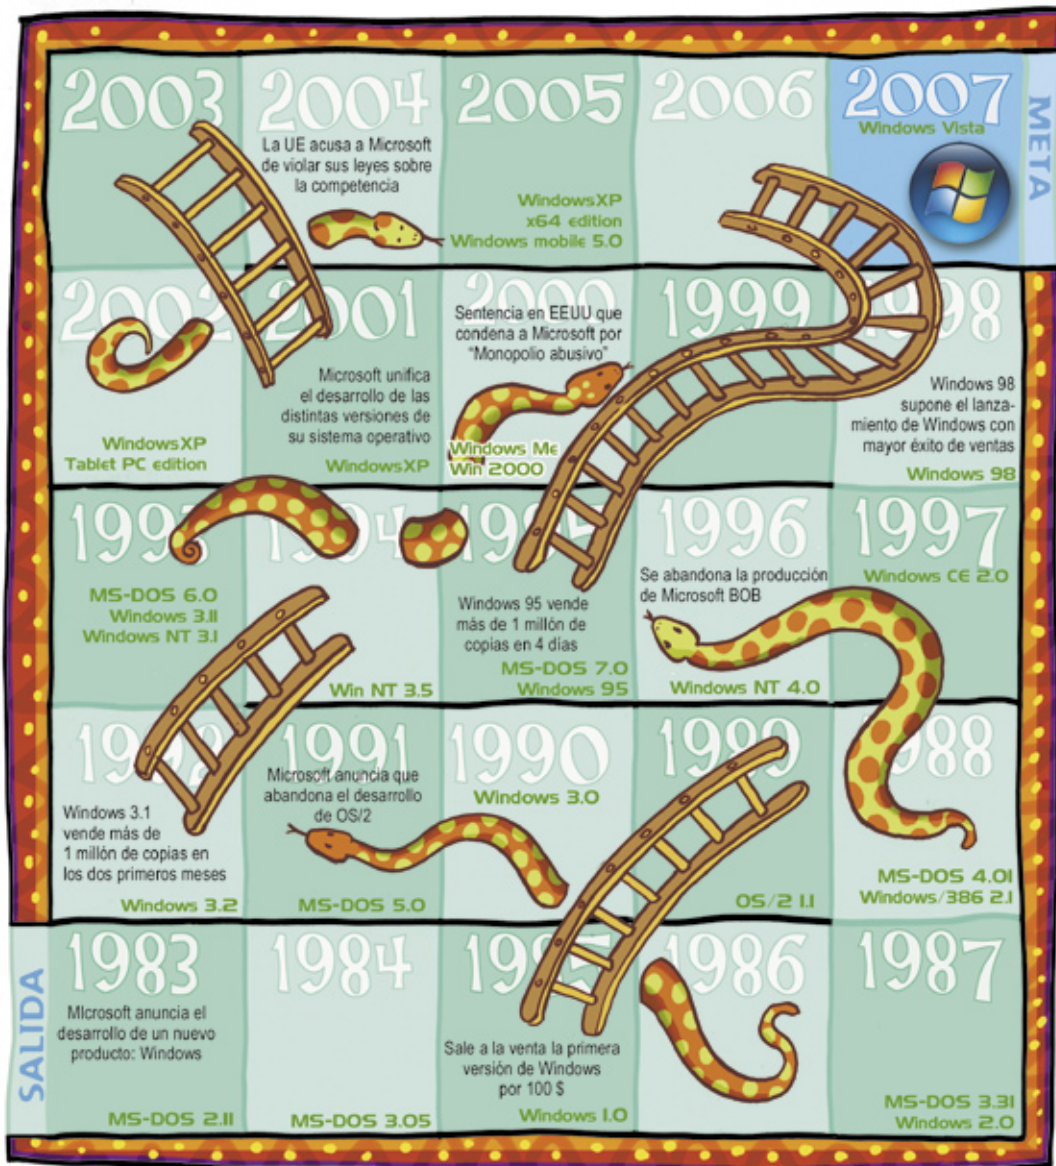 2003
2004
La UE acusa a Microsoft
de violar sus leyes sobre
la competencia
2005
WindowsXP
x64 edition
Windows mobile 5.0
2006
2007
Windows Vista
META
2002
WindowsXP
Tablet PC edition
2001
Microsoft unifica
el desarrollo de las
distintas versiones de
su sistema operativo
WindowsXP
2000
Sentencia en EEUU que
condena a Microsoft por
"Monopolio abusivo"
Windows Me
Win 2000
1999
1998
Windows 98
supone el lanza-
miento de Windows con
mayor éxito de ventas
Windows 98
1993
MS-DOS 6.0
Windows 3.11
Windows NT 3.1
1994
Win NT 3.5
1995
Windows 95 vende
más de 1 millón de
copias en 4 días
MS-DOS 7.0
Windows 95
1996
Se abandona la producción
de Microsoft BOB
Windows NT 4.0
1997
Windows CE 2.0
1992
Windows 3.1
vende más de
1 millón de copias en
los dos primeros meses
Windows 3.2
1991
Microsoft anuncia que
abandona el desarrollo
de OS/2
MS-DOS 5.0
1990
Windows 3.0
1989
OS/2 1.1
1988
MS-DOS 4.01
Windows/386 2.1
SALIDA
1983
MIcrosoft anuncia el
desarrollo de un nuevo
producto: Windows
MS-DOS 2.11
1984
MS-DOS 3.05
1985
Sale a la venta la primera
versión de Windows
por 100 $
Windows 1.0
1986
1987
MS-DOS 3.31
Windows 2.0